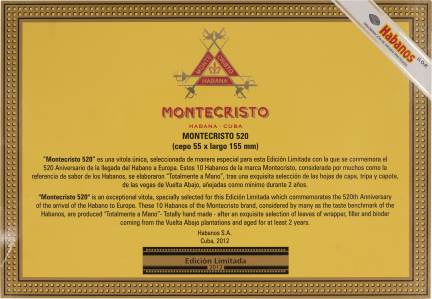 Habanos s.a.
MONTE CRISTO
HABANA
MONTECRISTO
HABANA - CUBA
MONTECRISTO 520
(cepo 55 x largo 155 mm)
"Montecristo 520" es una vitola única, seleccionada de manera especial para esta Edición Limitada con la que se conmemora el
520 Aniversario de la llegada del Habano a Europa. Estos 10 Habanos de la marca Montecristo, considerada por muchos como la
referencia de sabor de los Habanos, se elaboraron "Totalmente a Mano", tras una exquisita selección de las hojas de capa, tripa y capote,
de las vegas de Vuelta Abajo, añejadas como mínimo durante 2 años.
"Montecristo 520" is an exceptional vitola, specially selected for this Edición Limitada which commemorates the 520th Anniversary
of the arrival of the Habano to Europe. These 10 Habanos of the Montecristo brand, considered by many as the taste benchmark of the
Habanos, are produced "Totalmente a Mano"- Totally hand made - after an exquisite selection of leaves of wrapper, filler and binder
coming from the Vuelta Abajo plantations and aged for at least 2 years.
Habanos S.A.
Cuba, 2012
Edición Limitada
2012